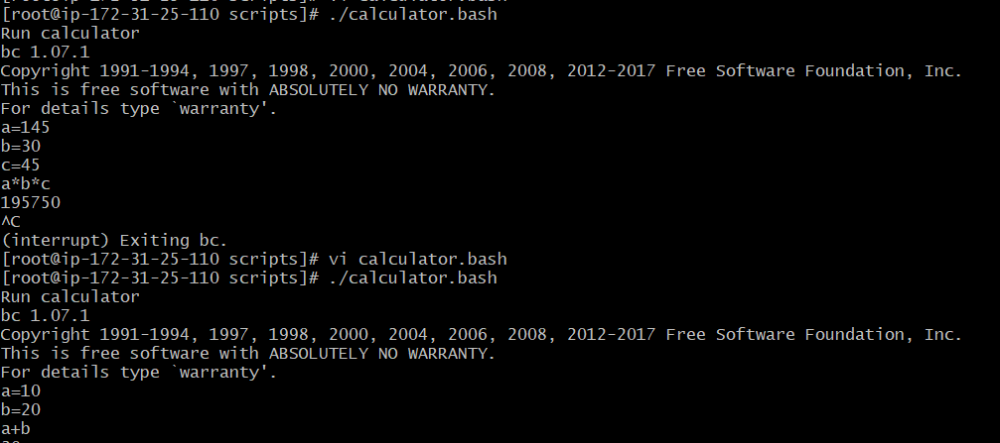 [root@ip-172-31-25-110 scripts]# ./calculator.bash
Run calculator
bc 1.07.1
Copyright 1991-1994, 1997, 1998, 2000, 2004, 2006, 2008, 2012-2017 Free Software Foundation, Inc.
This is free software with ABSOLUTELY NO WARRANTY.
For details type `warranty'.
a=145
b=30
c=45
a*b*c
195750
^C
(interrupt) Exiting bc.
[root@ip-172-31-25-110 scripts]# vi calculator.bash
[root@ip-172-31-25-110 scripts]# ./calculator.bash
Run calculator
bc 1.07.1
Copyright 1991-1994, 1997, 1998, 2000, 2004, 2006, 2008, 2012-2017 Free Software Foundation, Inc.
This is free software with ABSOLUTELY NO WARRANTY.
For details type `warranty'.
a=10
b=20
a+b